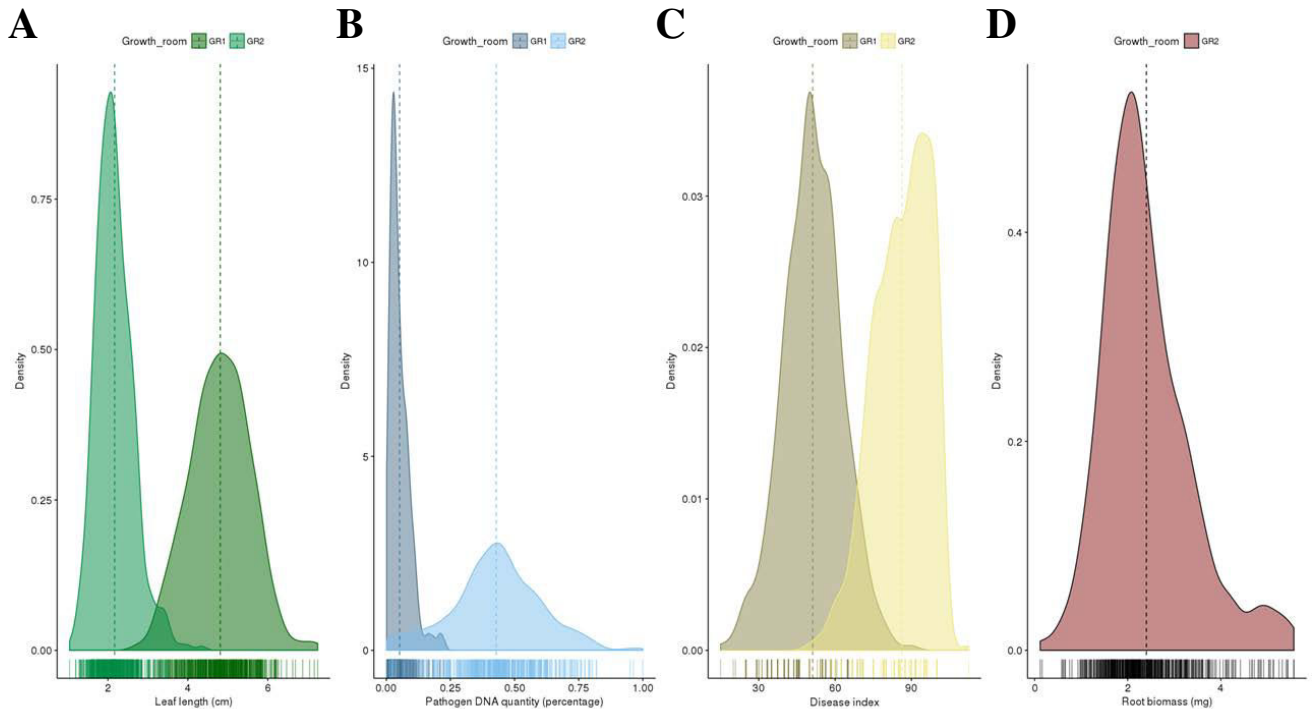 A
Growth_room GR1 GR2
Density
0.75
0.50
0.25
0.00
2 4 6
Leaf length (cm)
B
Growth_room GR1 GR2
Density
15
10
5
0
0.00 0.25 0.50 0.75 1.00
Pathogen DNA quantity (percentage)
C
Growth_room GR1 GR2
Density
0.03
0.02
0.01
0.00
30 60 90
Disease index
D
Growth_room GR2
Density
0.4
0.2
0.0
0 2 4
Root biomass (mg)